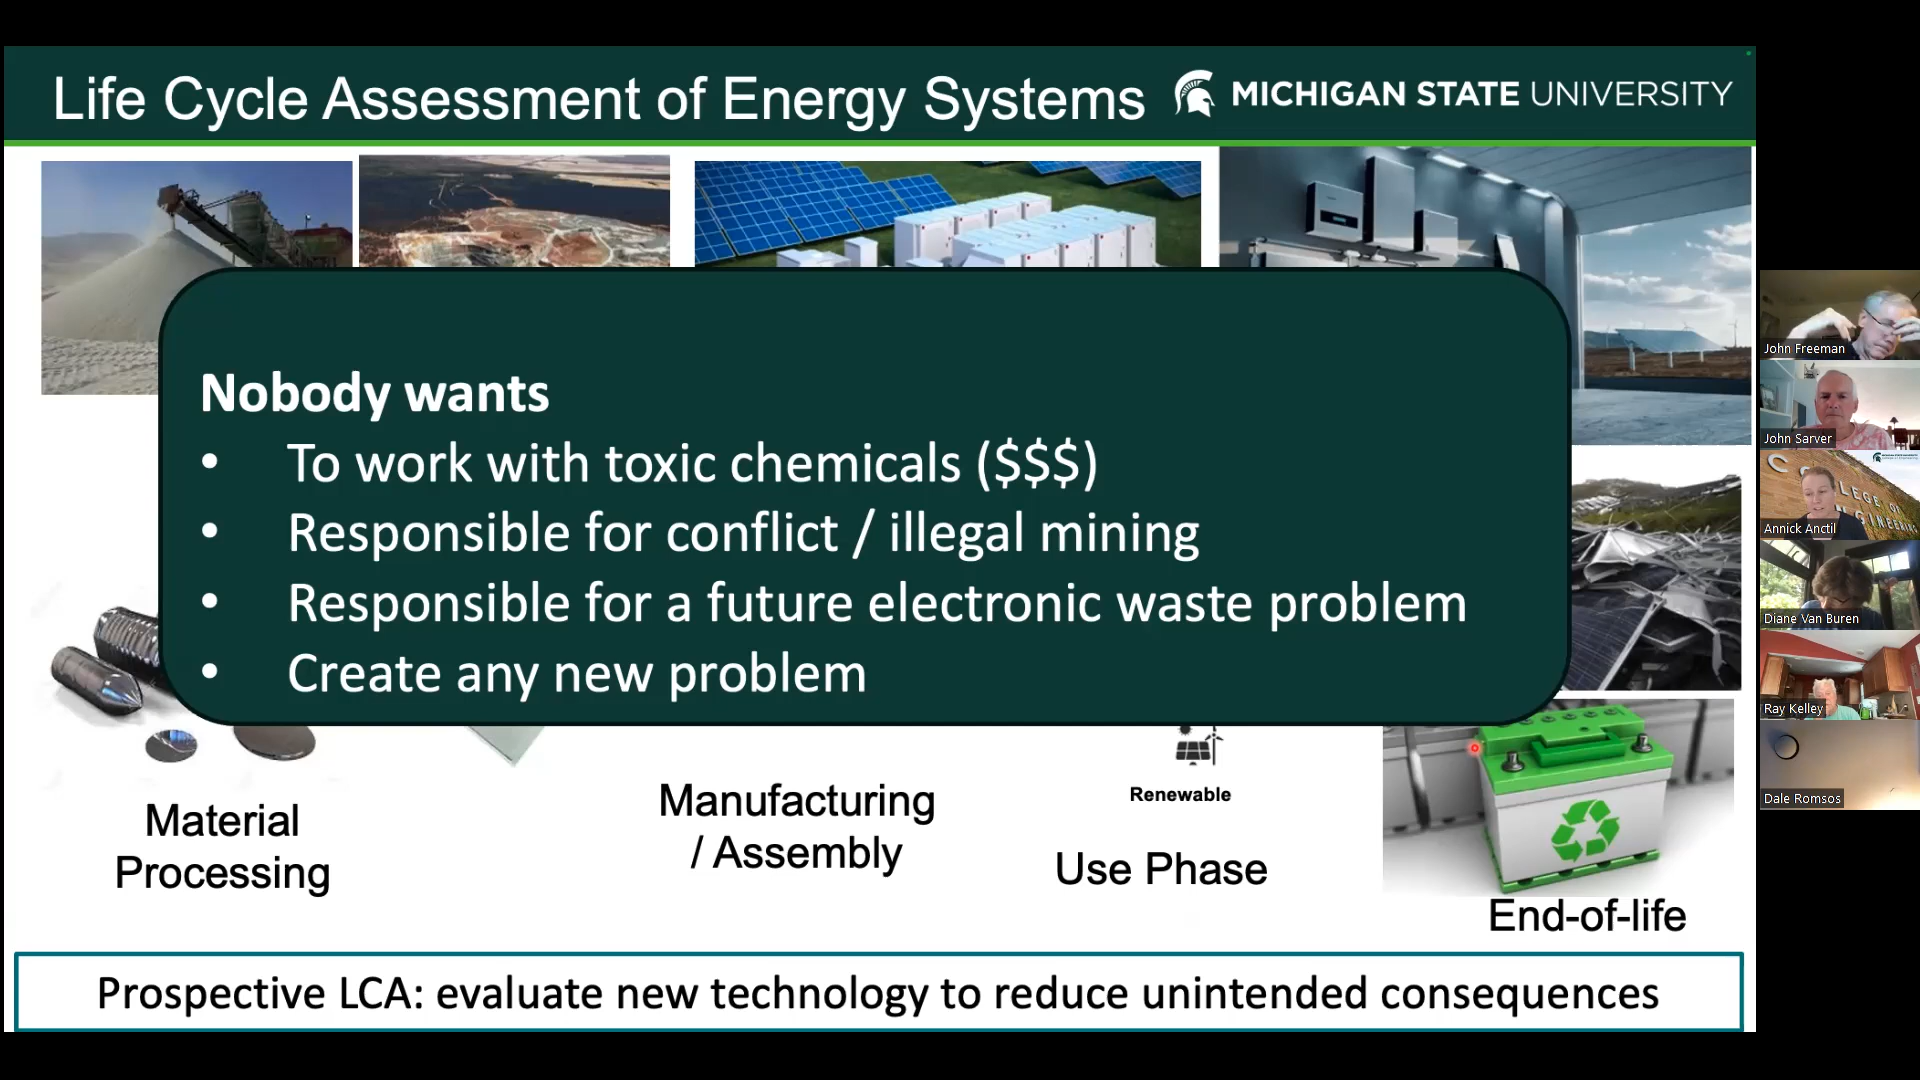 Life Cycle Assessment of Energy Systems
MICHIGAN STATE UNIVERSITY
Nobody wants
• To work with toxic chemicals ($$$)
• Responsible for conflict / illegal mining
• Responsible for a future electronic waste problem
• Create any new problem
Material
Processing
Manufacturing
/ Assembly
Renewable
Use Phase
End-of-life
Prospective LCA: evaluate new technology to reduce unintended consequences
John Freeman
John Sarver
Annick Anctil
Diane Van Buren
Ray Kelley
Dale Romsos